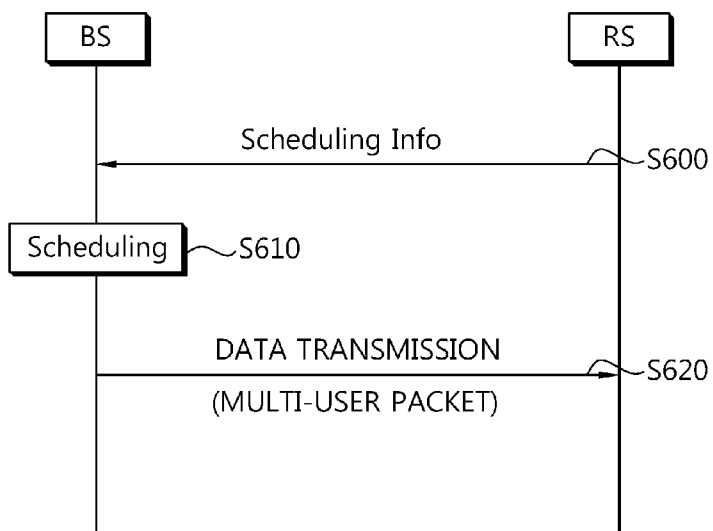 BS
RS
Scheduling Info
S600
Scheduling
S610
DATA TRANSMISSION
S620
(MULTI-USER PACKET)